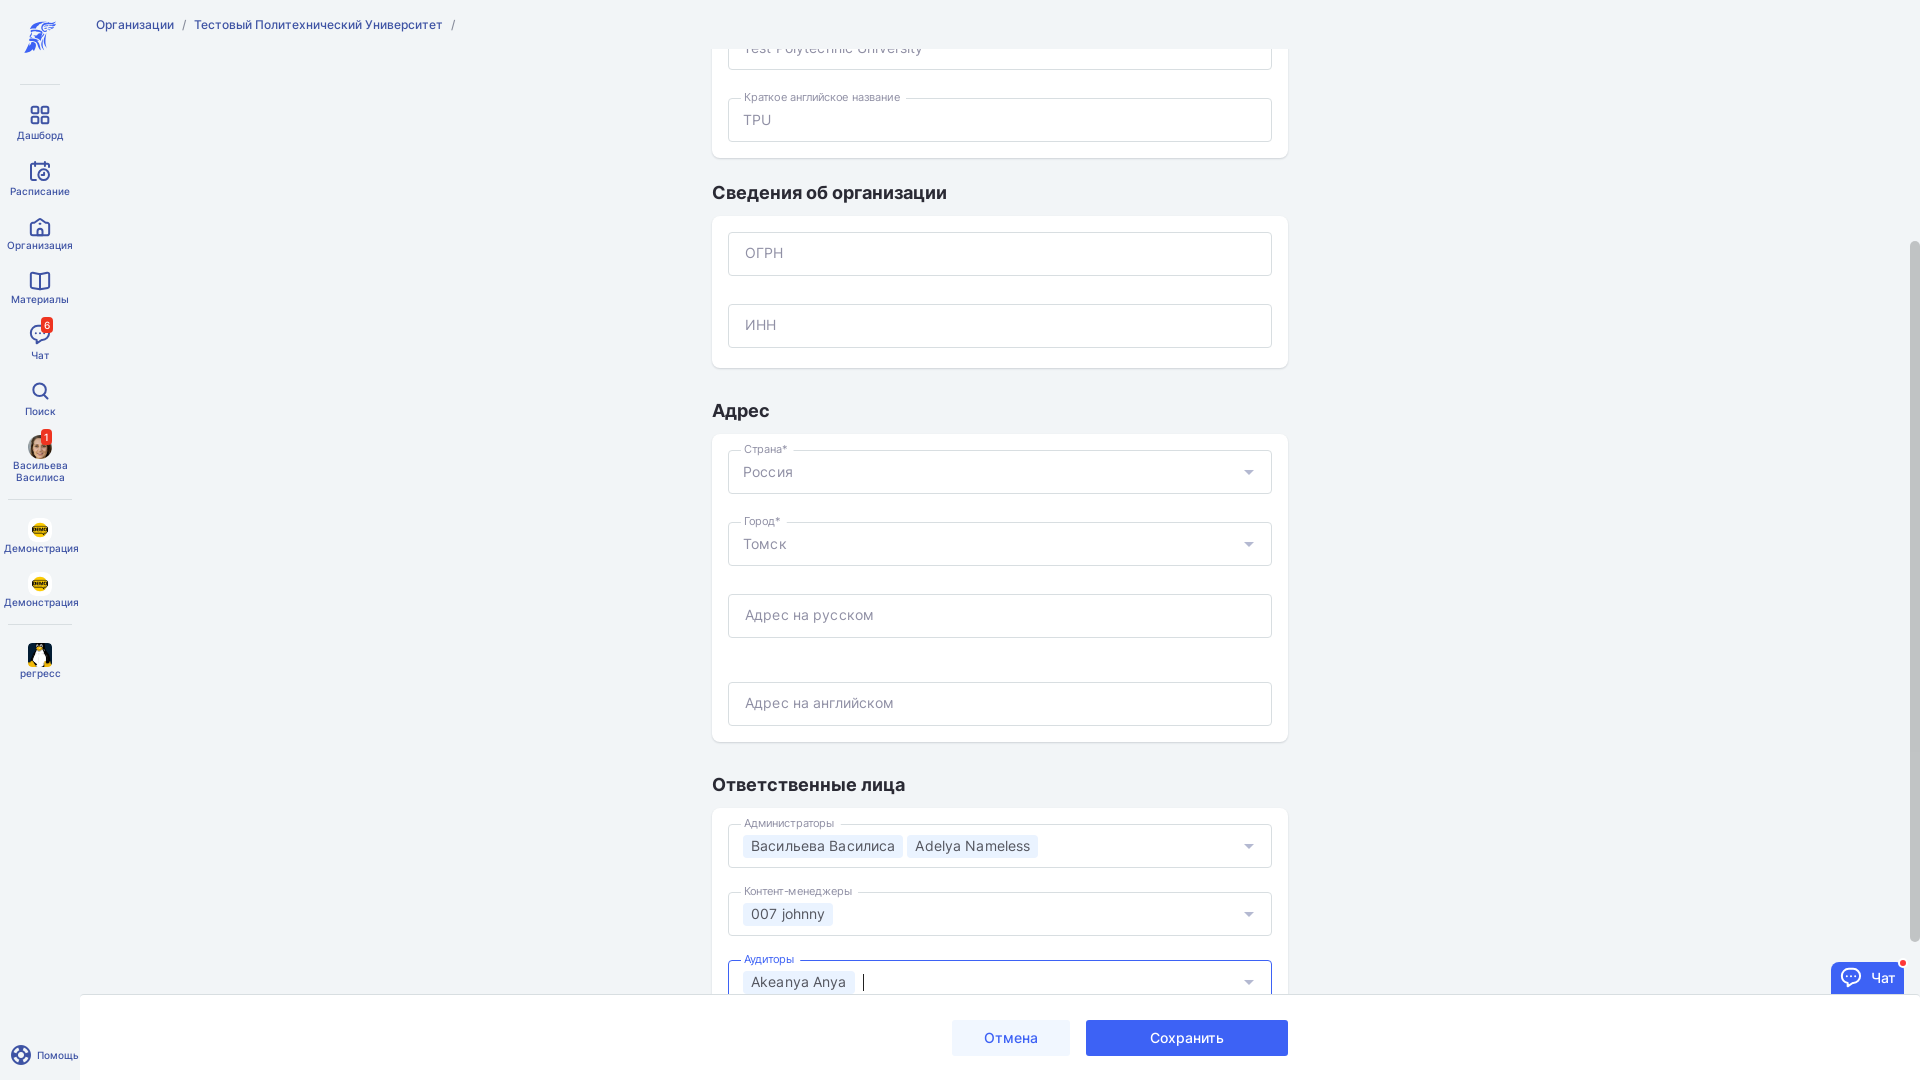 Организации / Тестовый Политехнический Университет /
Test Polytechnic University
Краткое английское название
TPU
Сведения об организации
ОГРН
ИНН
Адрес
Страна*
Россия
Город*
Томск
Адрес на русском
Адрес на английском
Ответственные лица
Администраторы
Васильева Василиса Adelya Nameless
Контент-менеджеры
007 johnny
Аудиторы
Akeanya Anya
Отмена Сохранить
Дашборд
Расписание
Организация
Материалы
6
Чат
Поиск
1
Васильева
Василиса
DEMO
Демонстрация
DEMO
Демонстрация
регресс
Помощь
Чат